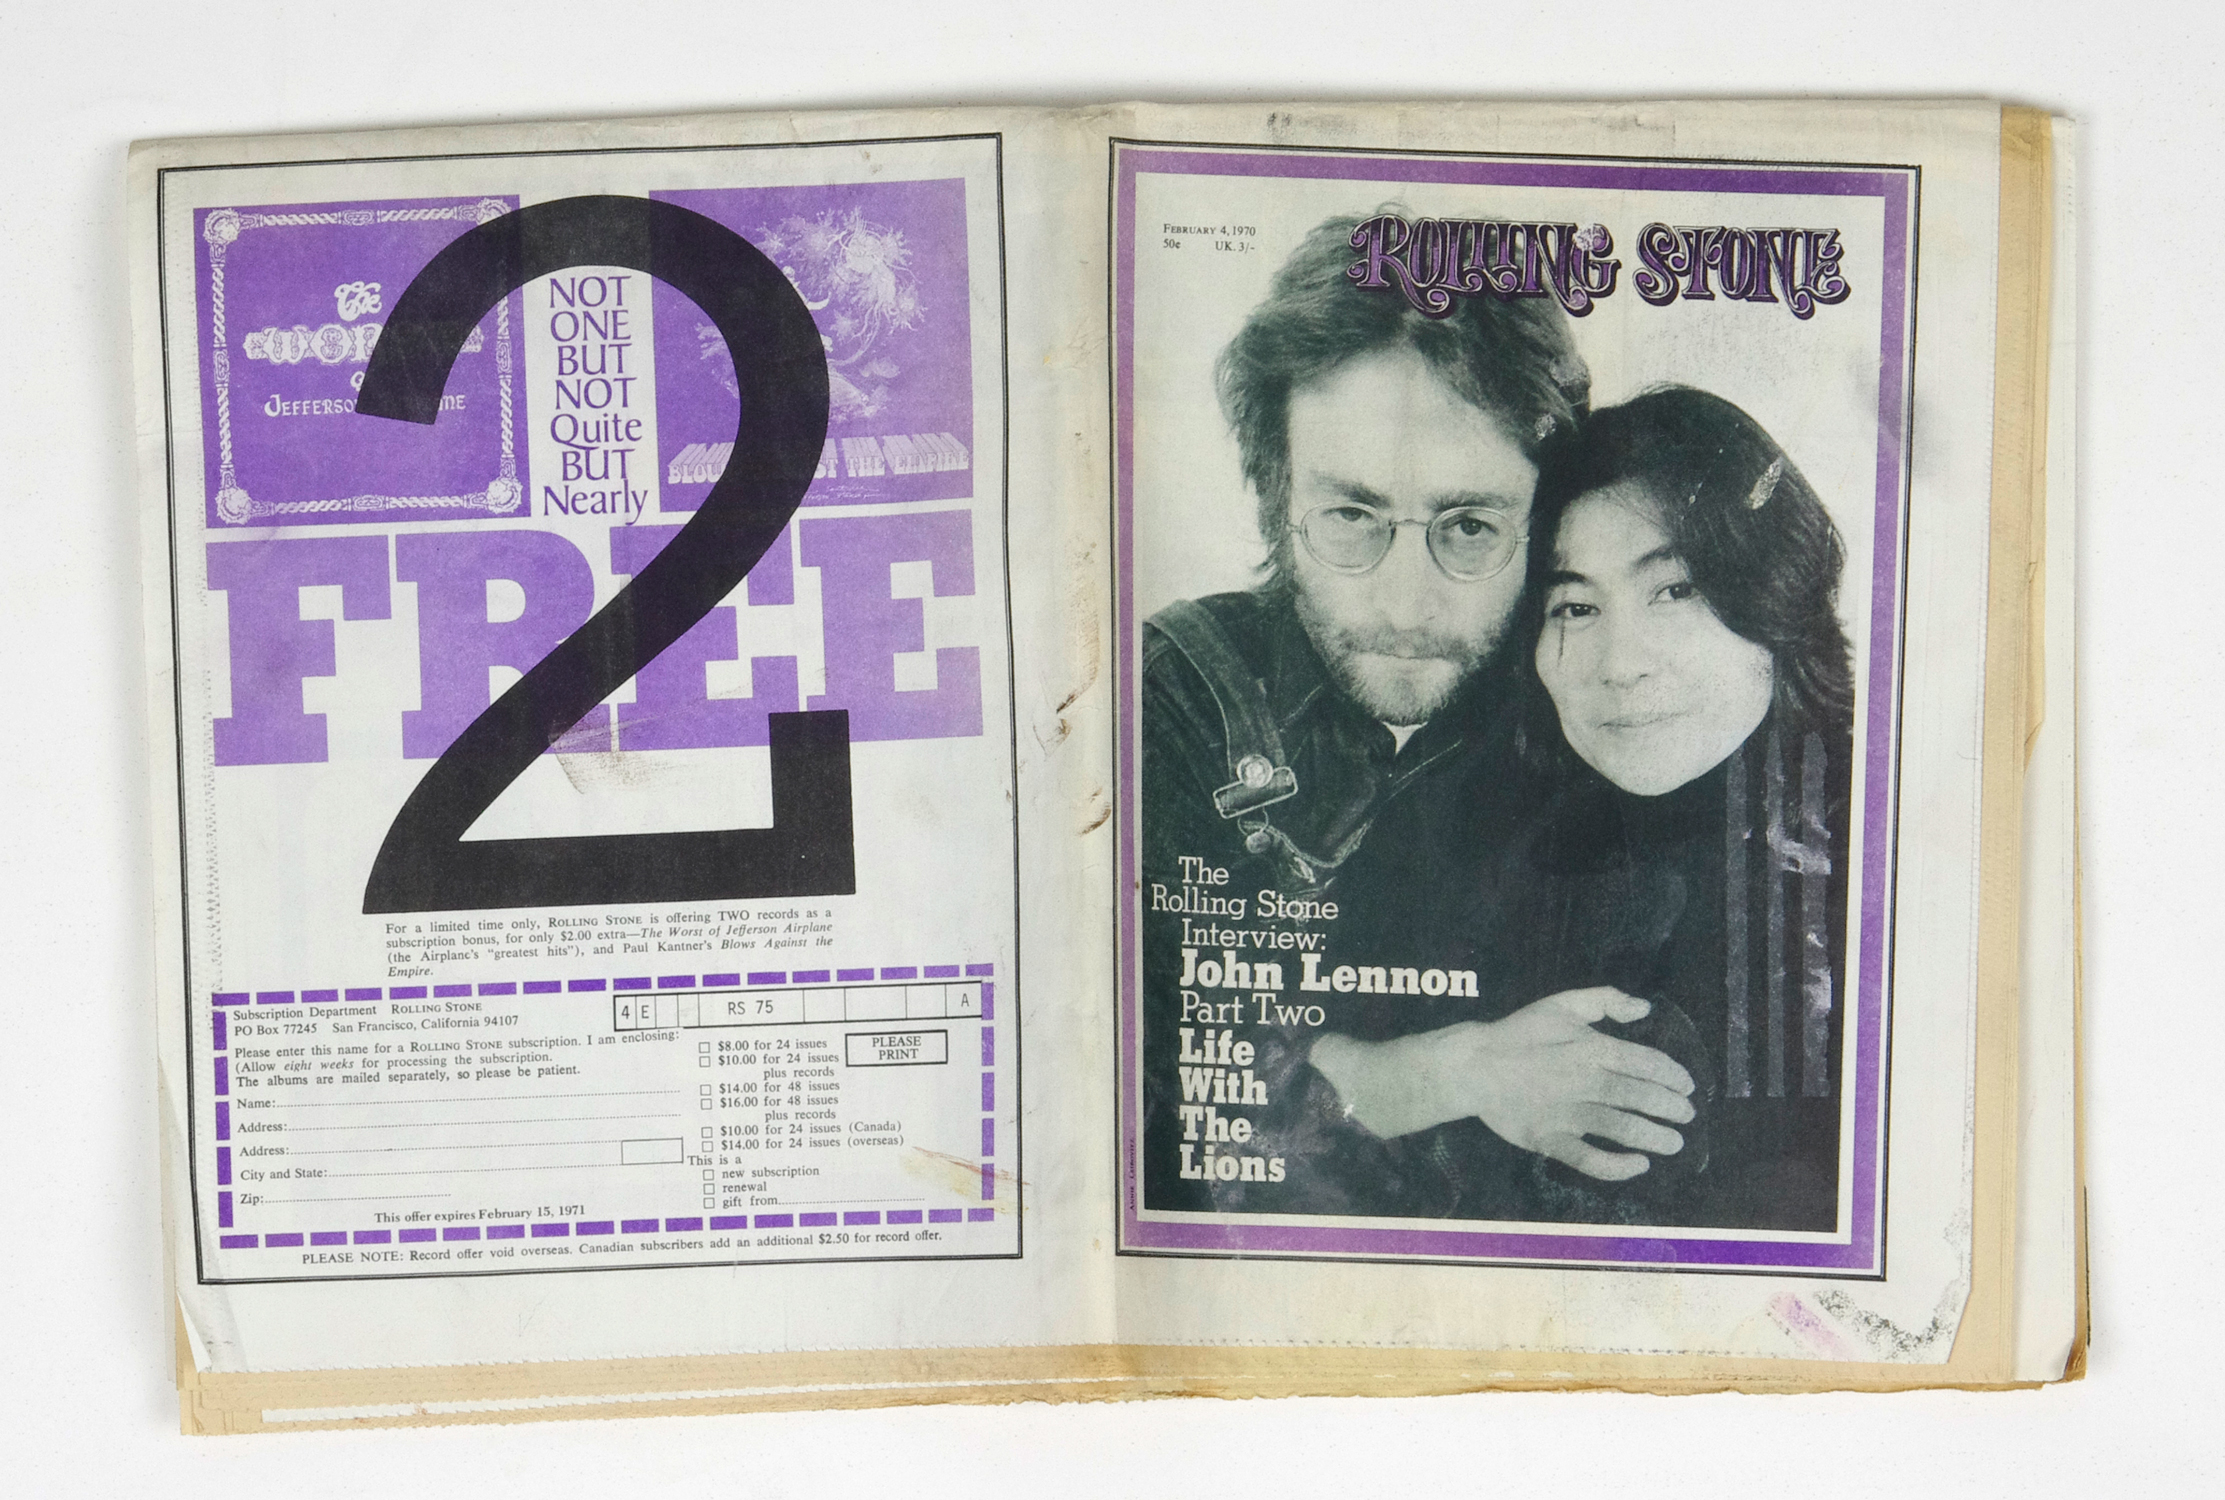 The
JEFFERSO
NE
NOT
ONE
BUT
NOT
Quite
BUT
Nearly
2
ST THE EMPIRE
FREE
For a limited time only, ROLLING STONE is offering TWO records as a
subscription bonus, for only $2.00 extra—The Worst of Jefferson Airplane
(the Airplane's "greatest hits"), and Paul Kantner's Blows Against the
Empire.
Subscription Department ROLLING STONE
PO Box 77245 San Francisco, California 94107
4 E RS 75 A
Please enter this name for a ROLLING STONE subscription. I am enclosing:
(Allow eight weeks for processing the subscription.
The albums are mailed separately, so please be patient.
Name:
Address:
Address:
City and State:
Zip:
$8.00 for 24 issues
$10.00 for 24 issues
plus records
$14.00 for 48 issues
$16.00 for 48 issues
plus records
$10.00 for 24 issues (Canada)
$14.00 for 24 issues (overseas)
This is a
new subscription
renewal
gift from
PLEASE
PRINT
This offer expires February 15, 1971
PLEASE NOTE: Record offer void overseas. Canadian subscribers add an additional $2.50 for record offer.
FEBRUARY 4, 1970
50¢ UK. 3/-
ROLLING STONE
The
Rolling Stone
Interview:
John Lennon
Part Two
Life
With
The
Lions
ANNIE LEIBOVITZ